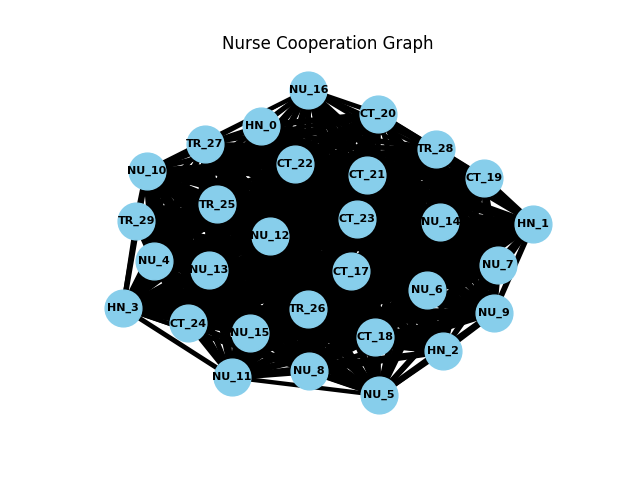 Nurse Cooperation Graph
NU_16
CT_20
HN_0
TR_27
TR_28
CT_22
NU_10
CT_21
CT_19
TR_25
CT_23
TR_29
NU_14
HN_1
NU_12
NU_4
NU_7
NU_13
CT_17
NU_6
HN_3
TR_26
NU_9
CT_24
NU_15
CT_18
HN_2
NU_8
NU_11
NU_5